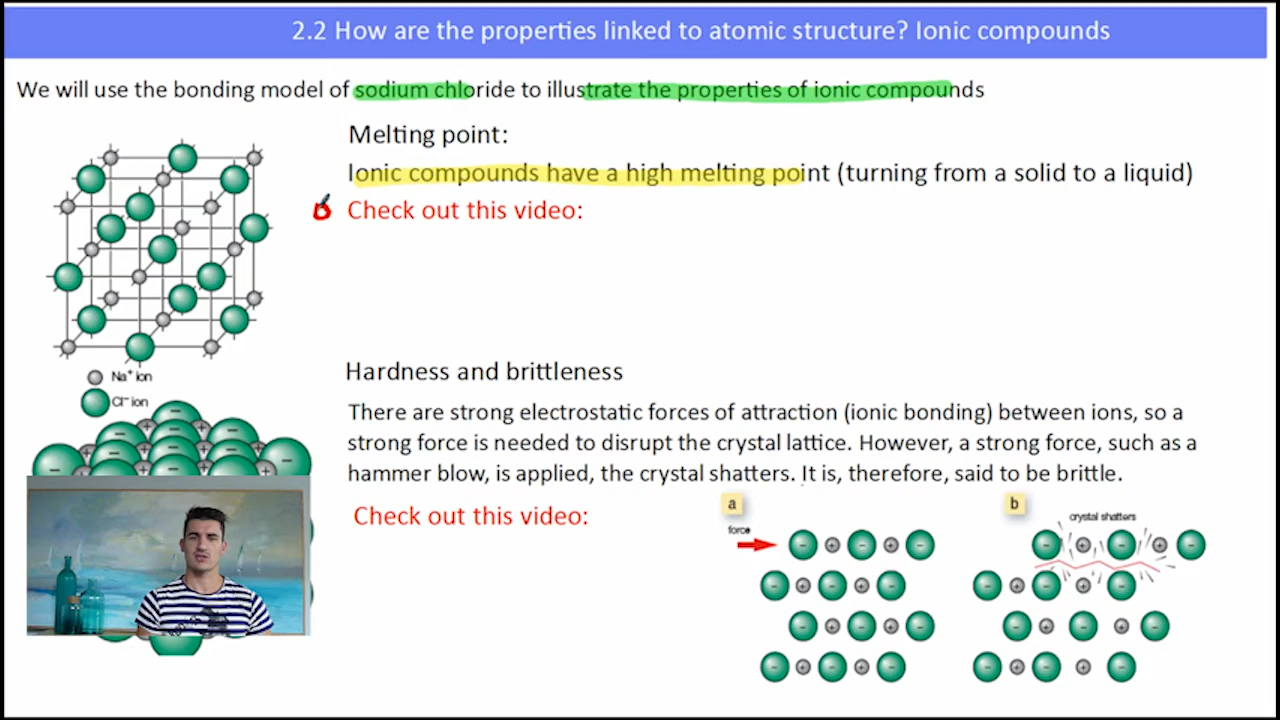 2.2 How are the properties linked to atomic structure? Ionic compounds
We will use the bonding model of sodium chloride to illustrate the properties of ionic compounds
Melting point:
Ionic compounds have a high melting point (turning from a solid to a liquid)
Check out this video:
Na+ ion
Cl− ion
Hardness and brittleness
There are strong electrostatic forces of attraction (ionic bonding) between ions, so a
strong force is needed to disrupt the crystal lattice. However, a strong force, such as a
hammer blow, is applied, the crystal shatters. It is, therefore, said to be brittle.
Check out this video:
a
force
b
crystal shatters